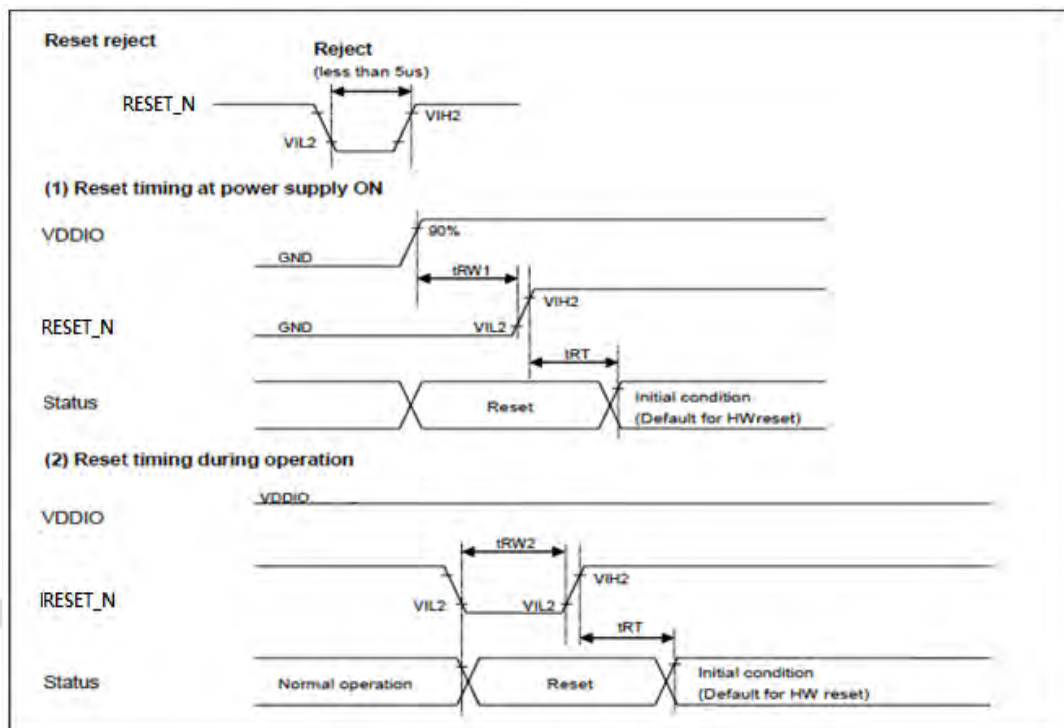 Reset reject
Reject
(less than 5us)
RESET_N
VIH2
VIL2
(1) Reset timing at power supply ON
VDDIO
90%
GND
tRW1
VIH2
RESET_N
GND
VIL2
tRT
Status
Reset
Initial condition
(Default for HWreset)
(2) Reset timing during operation
VDDIO
VDDIO
tRW2
VIH2
IRESET_N
VIL2
VIL2
tRT
Status
Normal operation
Reset
Initial condition
(Default for HW reset)